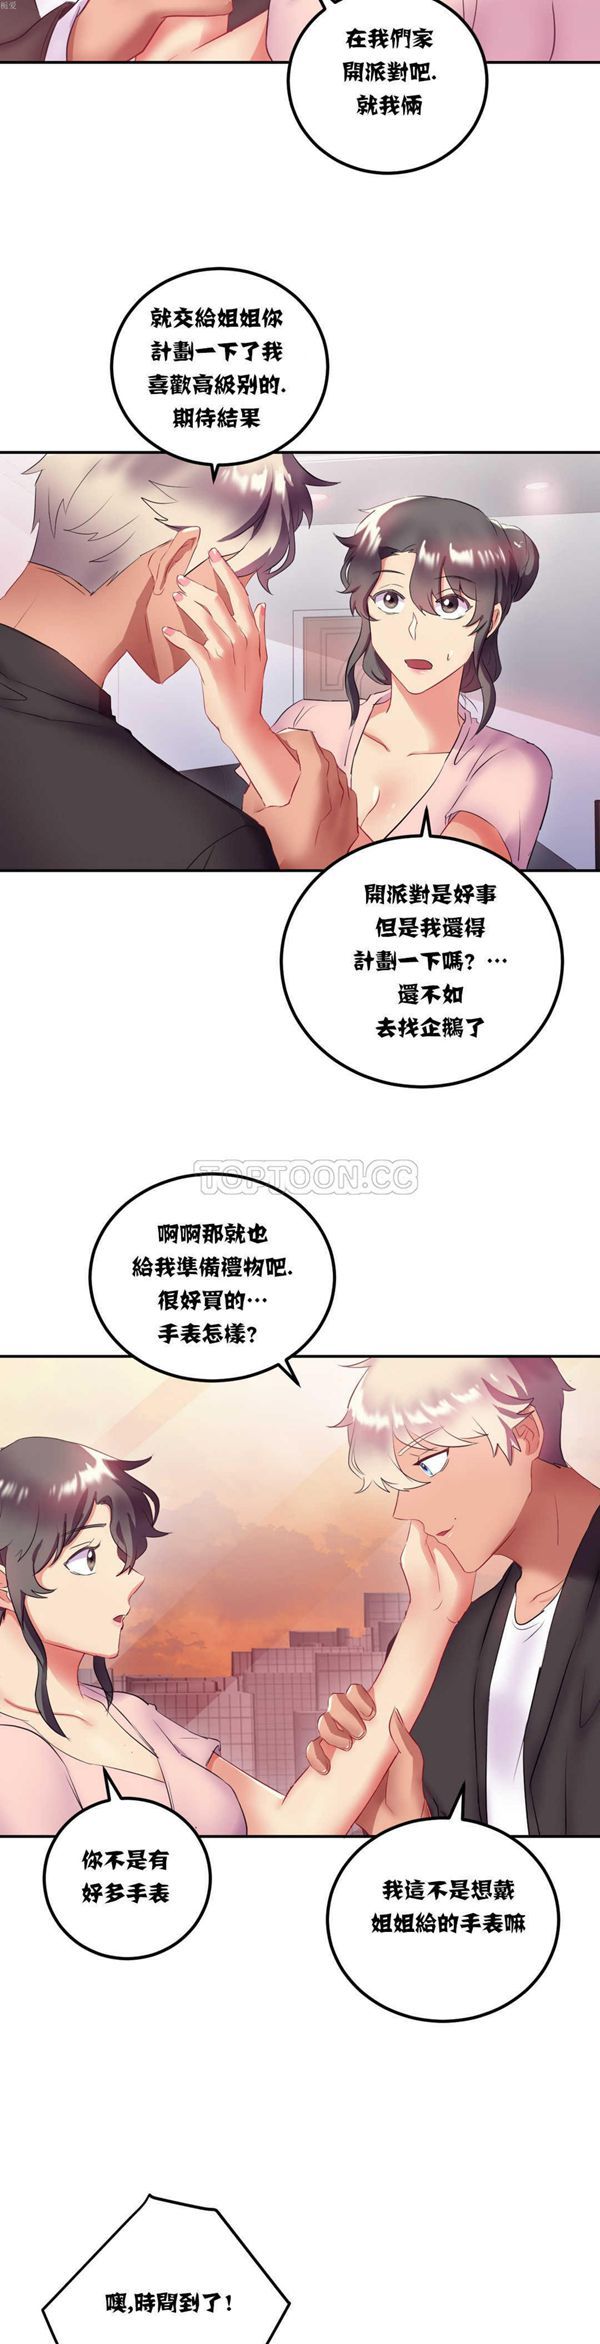 栀爱
在我們家
開派對吧.
就我倆
就交給姐姐你
計劃一下了我
喜歡高級別的.
期待結果
開派對是好事
但是我還得
計劃一下嗎? …
還不如
去找企鵝了
TOPTOON.CC
啊啊那就也
給我準備禮物吧.
很好買的…
手表怎樣?
你不是有
好多手表
我這不是想戴
姐姐給的手表嘛
噢,時間到了!